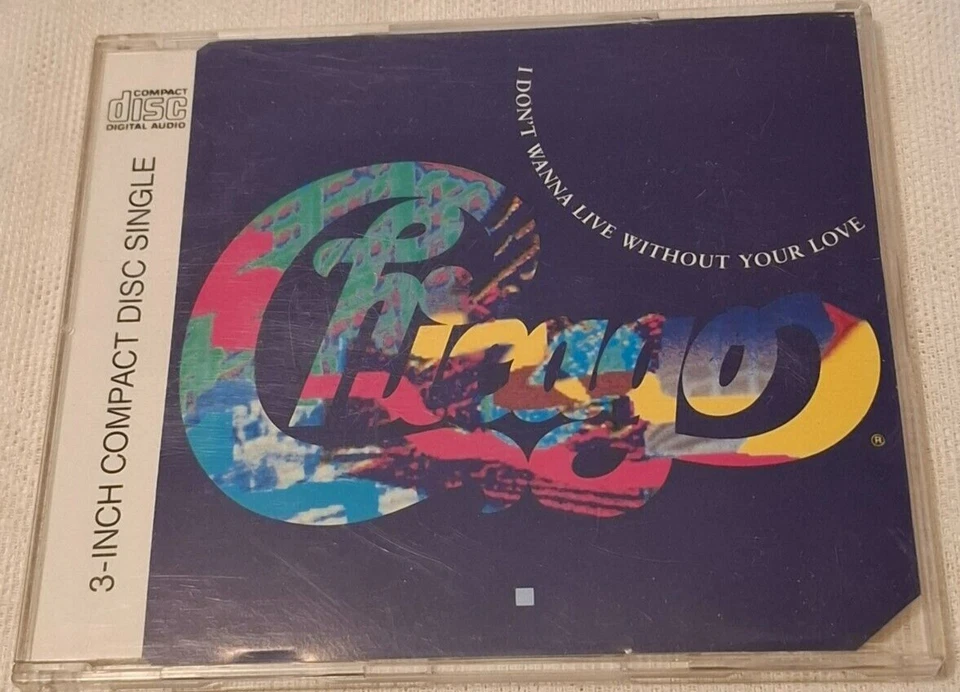 COMPACT
disc
DIGITAL AUDIO
3-INCH COMPACT DISC SINGLE
I DON'T WANNA LIVE WITHOUT YOUR LOVE
Chicago
®